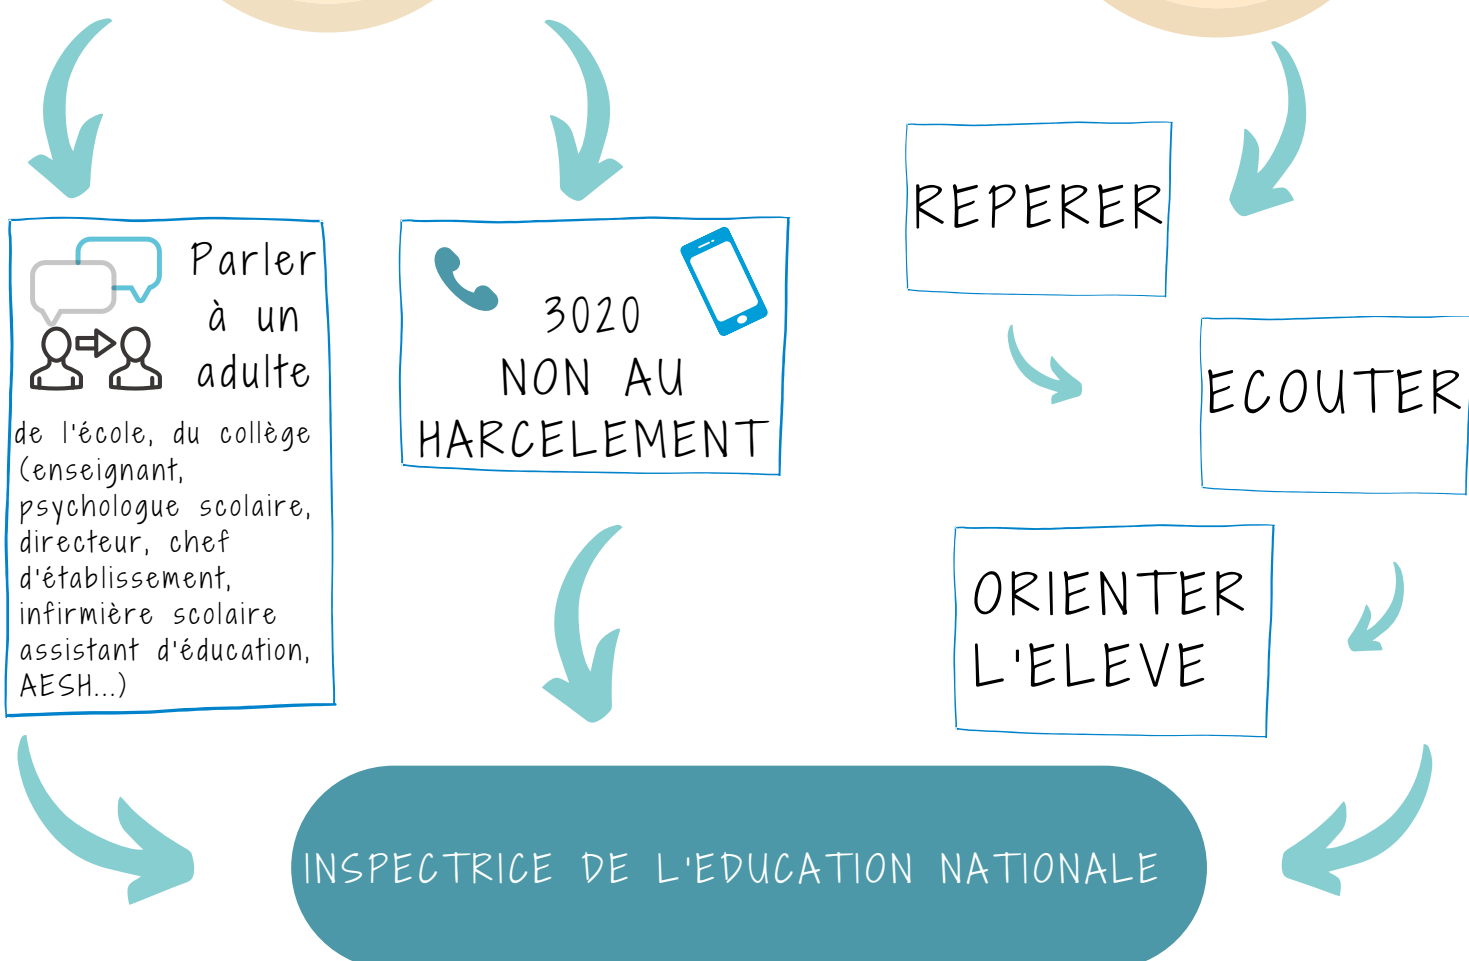 Parler
à un
adulte
de l'école, du collège
(enseignant,
psychologue scolaire,
directeur, chef
d'établissement,
infirmière scolaire
assistant d'éducation,
AESH...)
3020
NON AU
HARCELEMENT
REPERER
ECOUTER
ORIENTER
L'ELEVE
INSPECTRICE DE L'EDUCATION NATIONALE